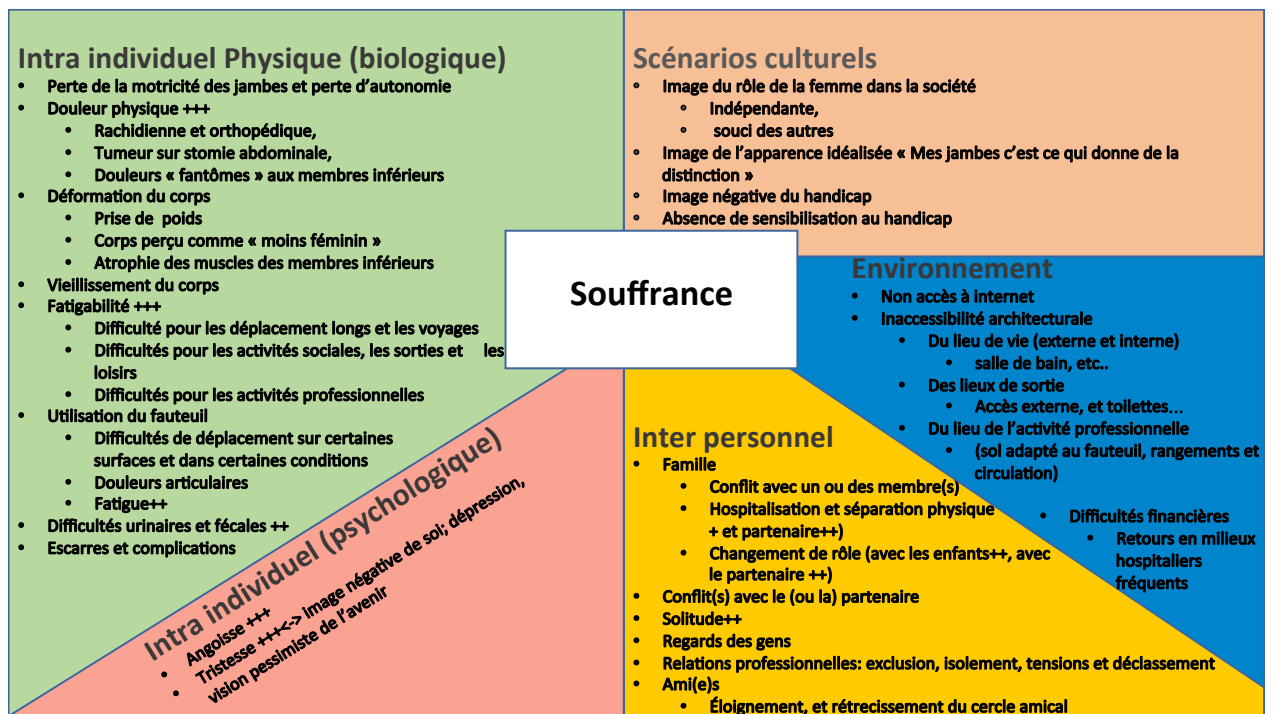 Intra individuel Physique (biologique)
• Perte de la motricité des jambes et perte d'autonomie
• Douleur physique +++
• Rachidienne et orthopédique,
• Tumeur sur stomie abdominale,
• Douleurs « fantômes » aux membres inférieurs
• Déformation du corps
• Prise de poids
• Corps perçu comme « moins féminin »
• Atrophie des muscles des membres inférieurs
• Vieillissement du corps
• Fatigabilité +++
• Difficulté pour les déplacement longs et les voyages
• Difficultés pour les activités sociales, les sorties et les
loisirs
• Difficultés pour les activités professionnelles
• Utilisation du fauteuil
• Difficultés de déplacement sur certaines
surfaces et dans certaines conditions
• Douleurs articulaires
• Fatigue++
• Difficultés urinaires et fécales ++
• Escarres et complications
Scénarios culturels
• Image du rôle de la femme dans la société
• Indépendante,
• souci des autres
• Image de l'apparence idéalisée « Mes jambes c'est ce qui donne de la
distinction »
• Image négative du handicap
• Absence de sensibilisation au handicap
Souffrance
Environnement
• Non accès à internet
• Inaccessibilité architecturale
• Du lieu de vie (externe et interne)
• salle de bain, etc..
• Des lieux de sortie
• Accès externe, et toilettes...
• Du lieu de l'activité professionnelle
• (sol adapté au fauteuil, rangements et
circulation)
• Difficultés financières
• Retours en milieux
hospitaliers
fréquents
Intra individuel (psychologique)
• Angoisse +++
• Tristesse +++<-> image négative de soi; dépression,
• vision pessimiste de l'avenir
Inter personnel
• Famille
• Conflit avec un ou des membre(s)
• Hospitalisation et séparation physique
+ et partenaire++)
• Changement de rôle (avec les enfants++, avec
le partenaire ++)
• Conflit(s) avec le (ou la) partenaire
• Solitude++
• Regards des gens
• Relations professionnelles: exclusion, isolement, tensions et déclassement
• Ami(e)s
• Éloignement, et rétrecissement du cercle amical